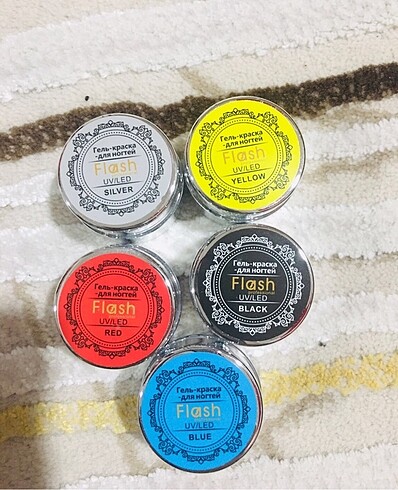 Гель-краска
-для ногтей
Flash
UV/LED
SILVER
Гель-краска
-для ногтей
Flash
UV/LED
YELLOW
Гель-краска
-для ногтей
Flash
UV/LED
RED
Гель-краска
-для ногтей
Flash
professional
UV/LED
BLACK
Гель-краска
-для ногтей
Flash
UV/LED
BLUE